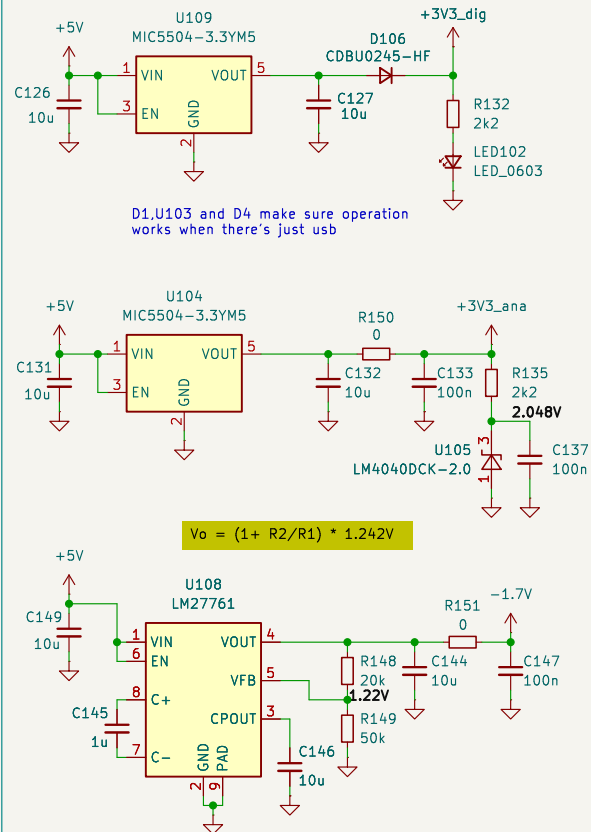 U109
MIC5504-3.3YM5
+5V
1 VIN
VOUT 5
3 EN
GND
2
C126
10u
C127
10u
D106
CDBU0245-HF
+3V3_dig
R132
2k2
LED102
LED_0603
D1,U103 and D4 make sure operation
works when there's just usb
U104
MIC5504-3.3YM5
+5V
1 VIN
VOUT 5
3 EN
GND
2
C131
10u
R150
0
C132
10u
C133
100n
+3V3_ana
R135
2k2
2.048V
U105
LM4040DCK-2.0
3
1
C137
100n
Vo = (1+ R2/R1) * 1.242V
+5V
U108
LM27761
C149
10u
1 VIN
6 EN
8 C+
7 C-
VOUT 4
VFB 5
CPOUT 3
GND
PAD
2
9
C145
1u
R148
20k
1.22V
R149
50k
C146
10u
C144
10u
R151
0
-1.7V
C147
100n